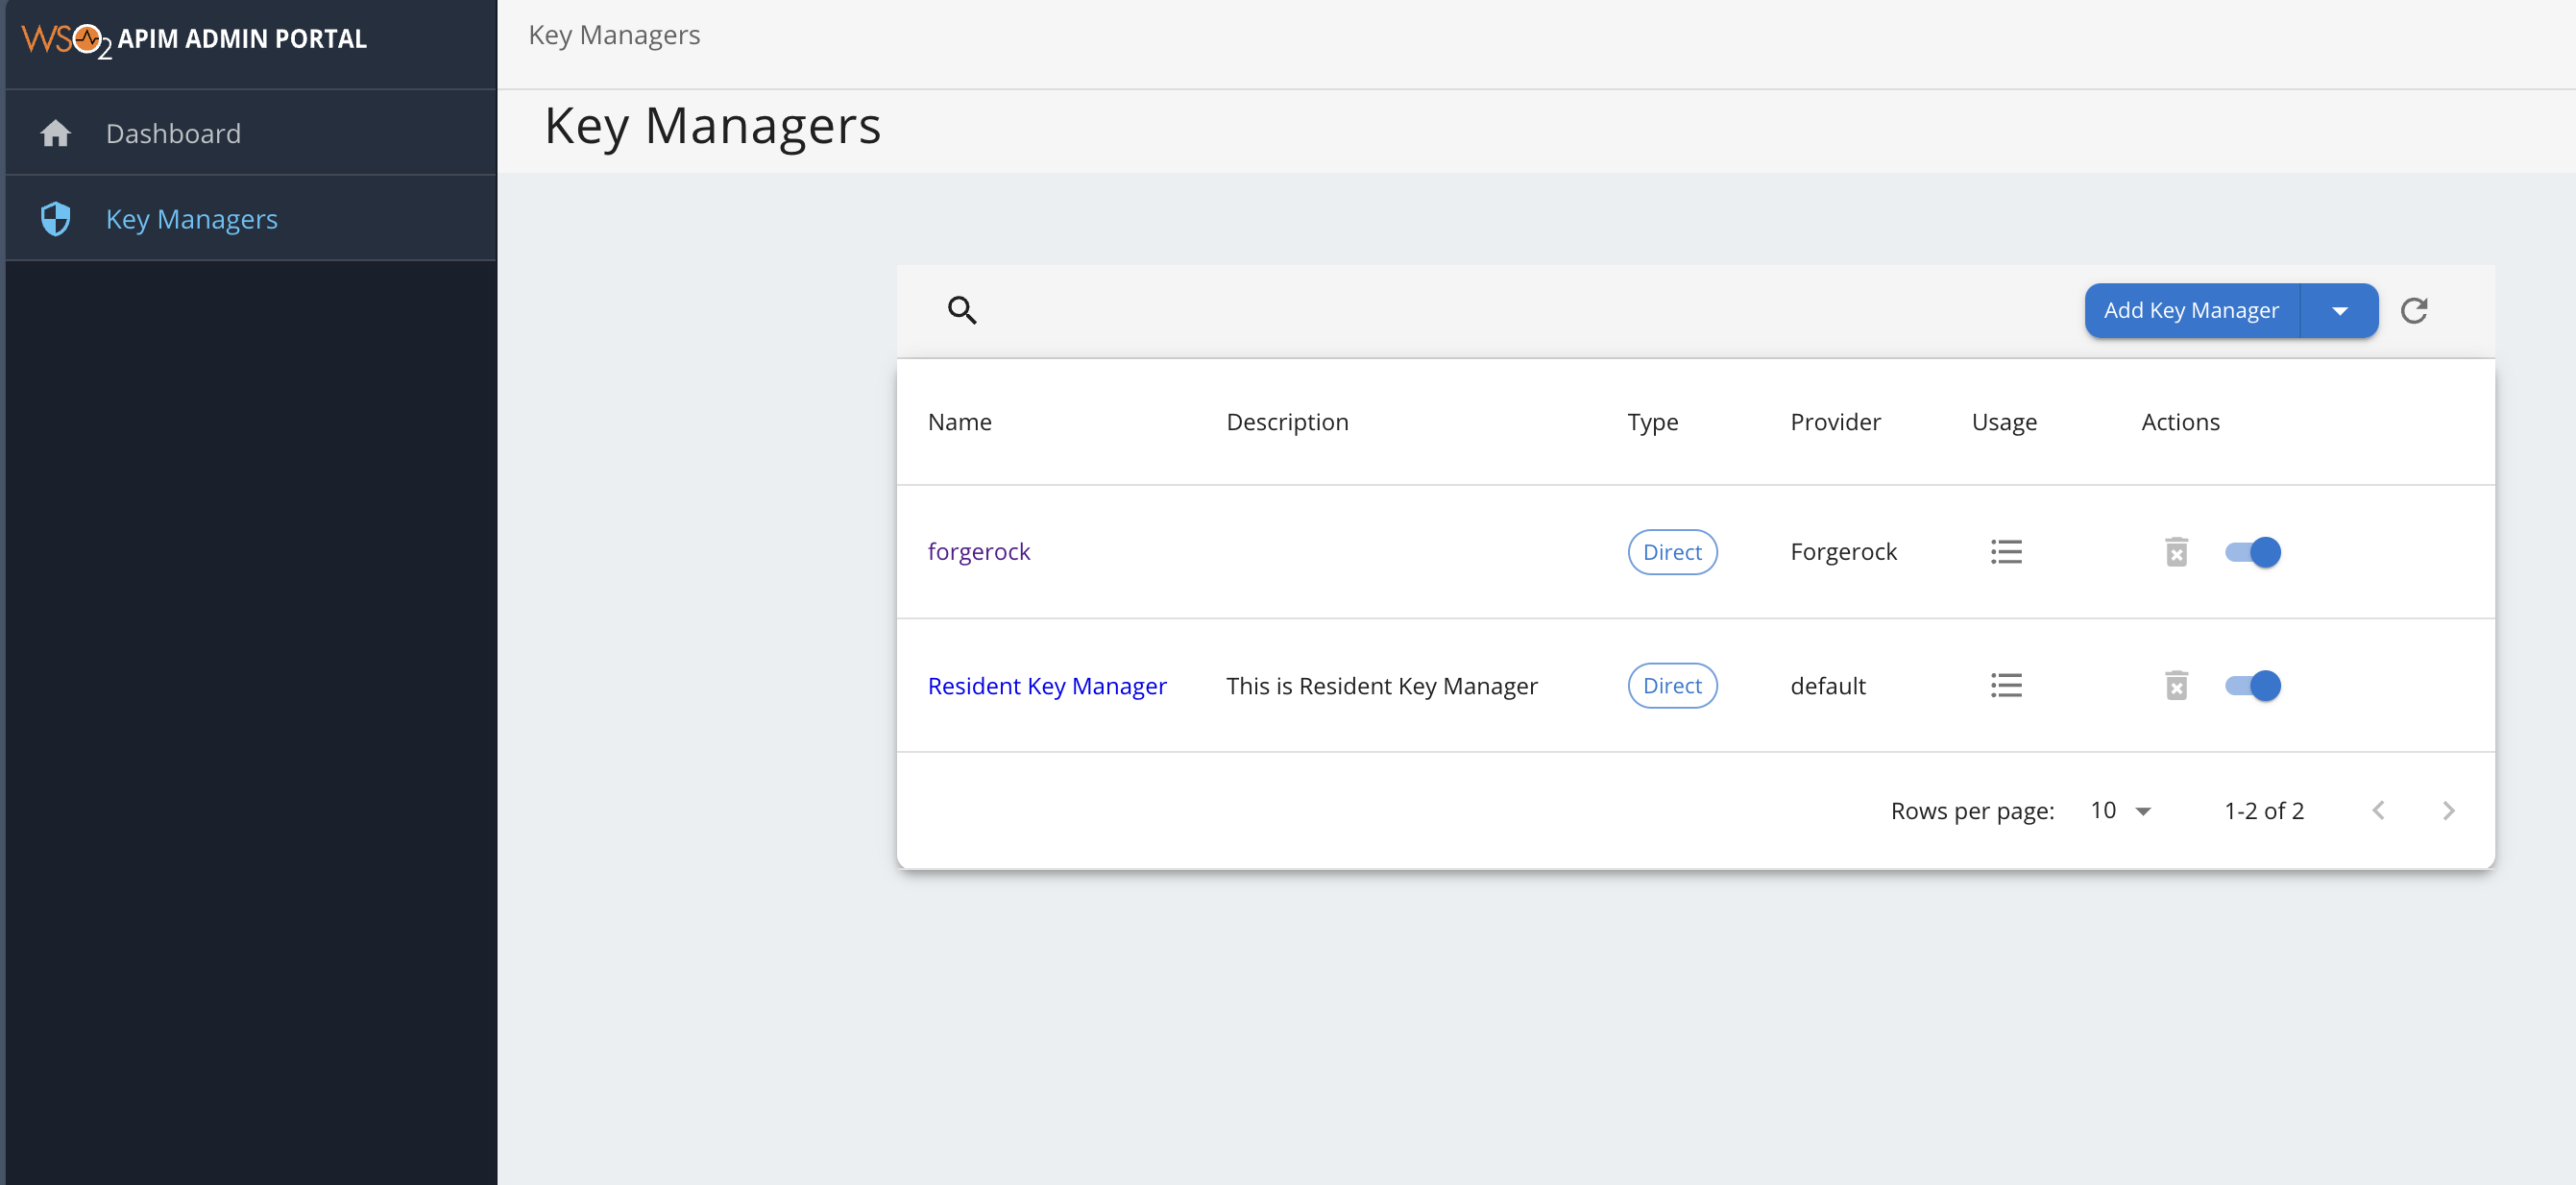 WSO2 APIM ADMIN PORTAL
Dashboard
Key Managers
Key Managers
Key Managers
Add Key Manager
Name Description Type Provider Usage Actions
forgerock Direct Forgerock
Resident Key Manager This is Resident Key Manager Direct default
Rows per page: 10 1-2 of 2